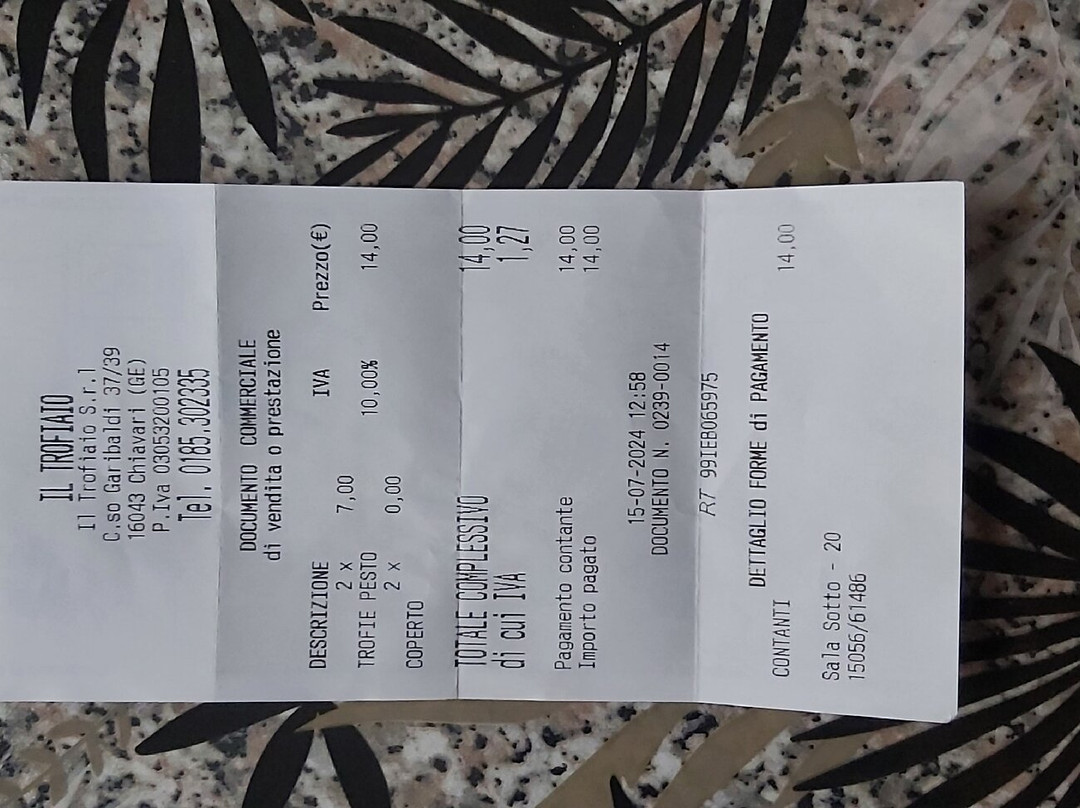 IL TROFIAIO
Il Trofiaio S.r.l
C.so Garibaldi 37/39
16043 Chiavari (GE)
P.Iva 03053200105
Tel. 0185.302335
DOCUMENTO COMMERCIALE
di vendita o prestazione
DESCRIZIONE IVA Prezzo(€)
2 x 7,00
TROFIE PESTO 10,00% 14,00
2 x 0,00
COPERTO
TOTALE COMPLESSIVO 14,00
di cui IVA 1,27
Pagamento contante 14,00
Importo pagato 14,00
15-07-2024 12:58
DOCUMENTO N. 0239-0014
RT 99IEB065975
DETTAGLIO FORME di PAGAMENTO
CONTANTI 14,00
Sala Sotto - 20
15056/61486